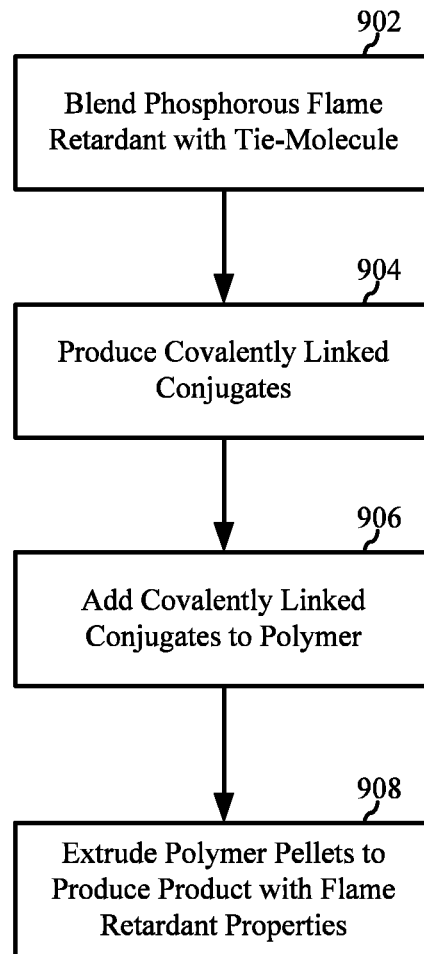 902
Blend Phosphorous Flame
Retardant with Tie-Molecule
904
Produce Covalently Linked
Conjugates
906
Add Covalently Linked
Conjugates to Polymer
908
Extrude Polymer Pellets to
Produce Product with Flame
Retardant Properties